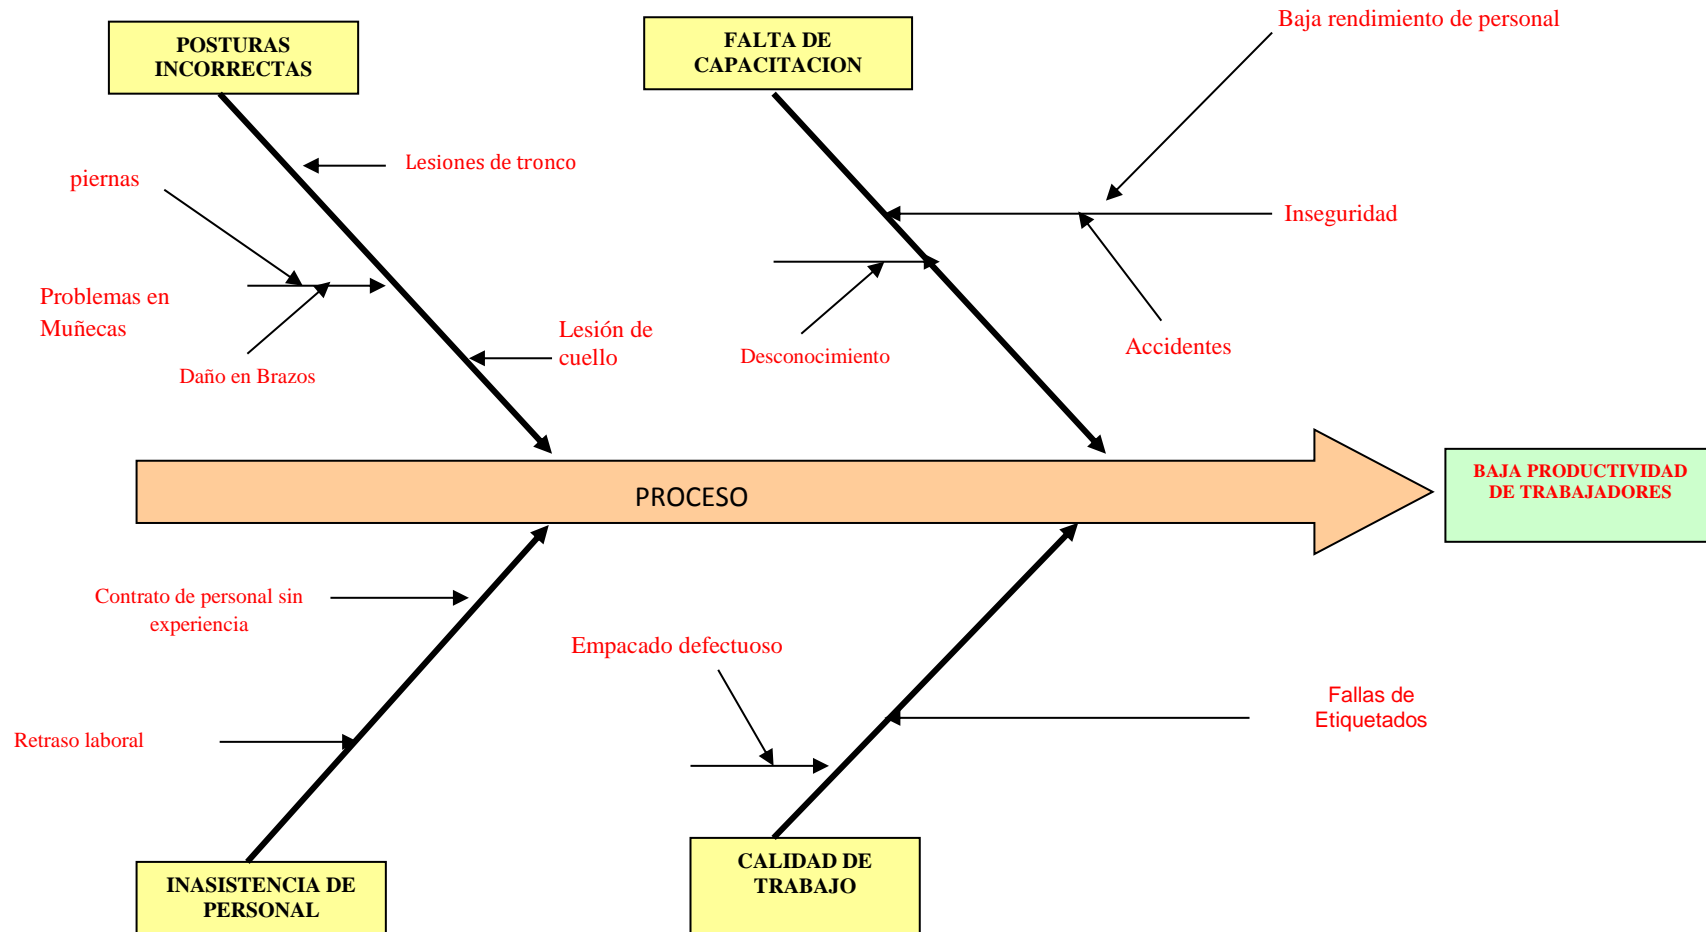 POSTURAS
INCORRECTAS
FALTA DE
CAPACITACION
Baja rendimiento de personal
Lesiones de tronco
piernas
Inseguridad
Problemas en
Muñecas
Lesión de
cuello
Daño en Brazos
Desconocimiento
Accidentes
PROCESO
BAJA PRODUCTIVIDAD
DE TRABAJADORES
Contrato de personal sin
experiencia
Empacado defectuoso
Fallas de
Etiquetados
Retraso laboral
INASISTENCIA DE
PERSONAL
CALIDAD DE
TRABAJO